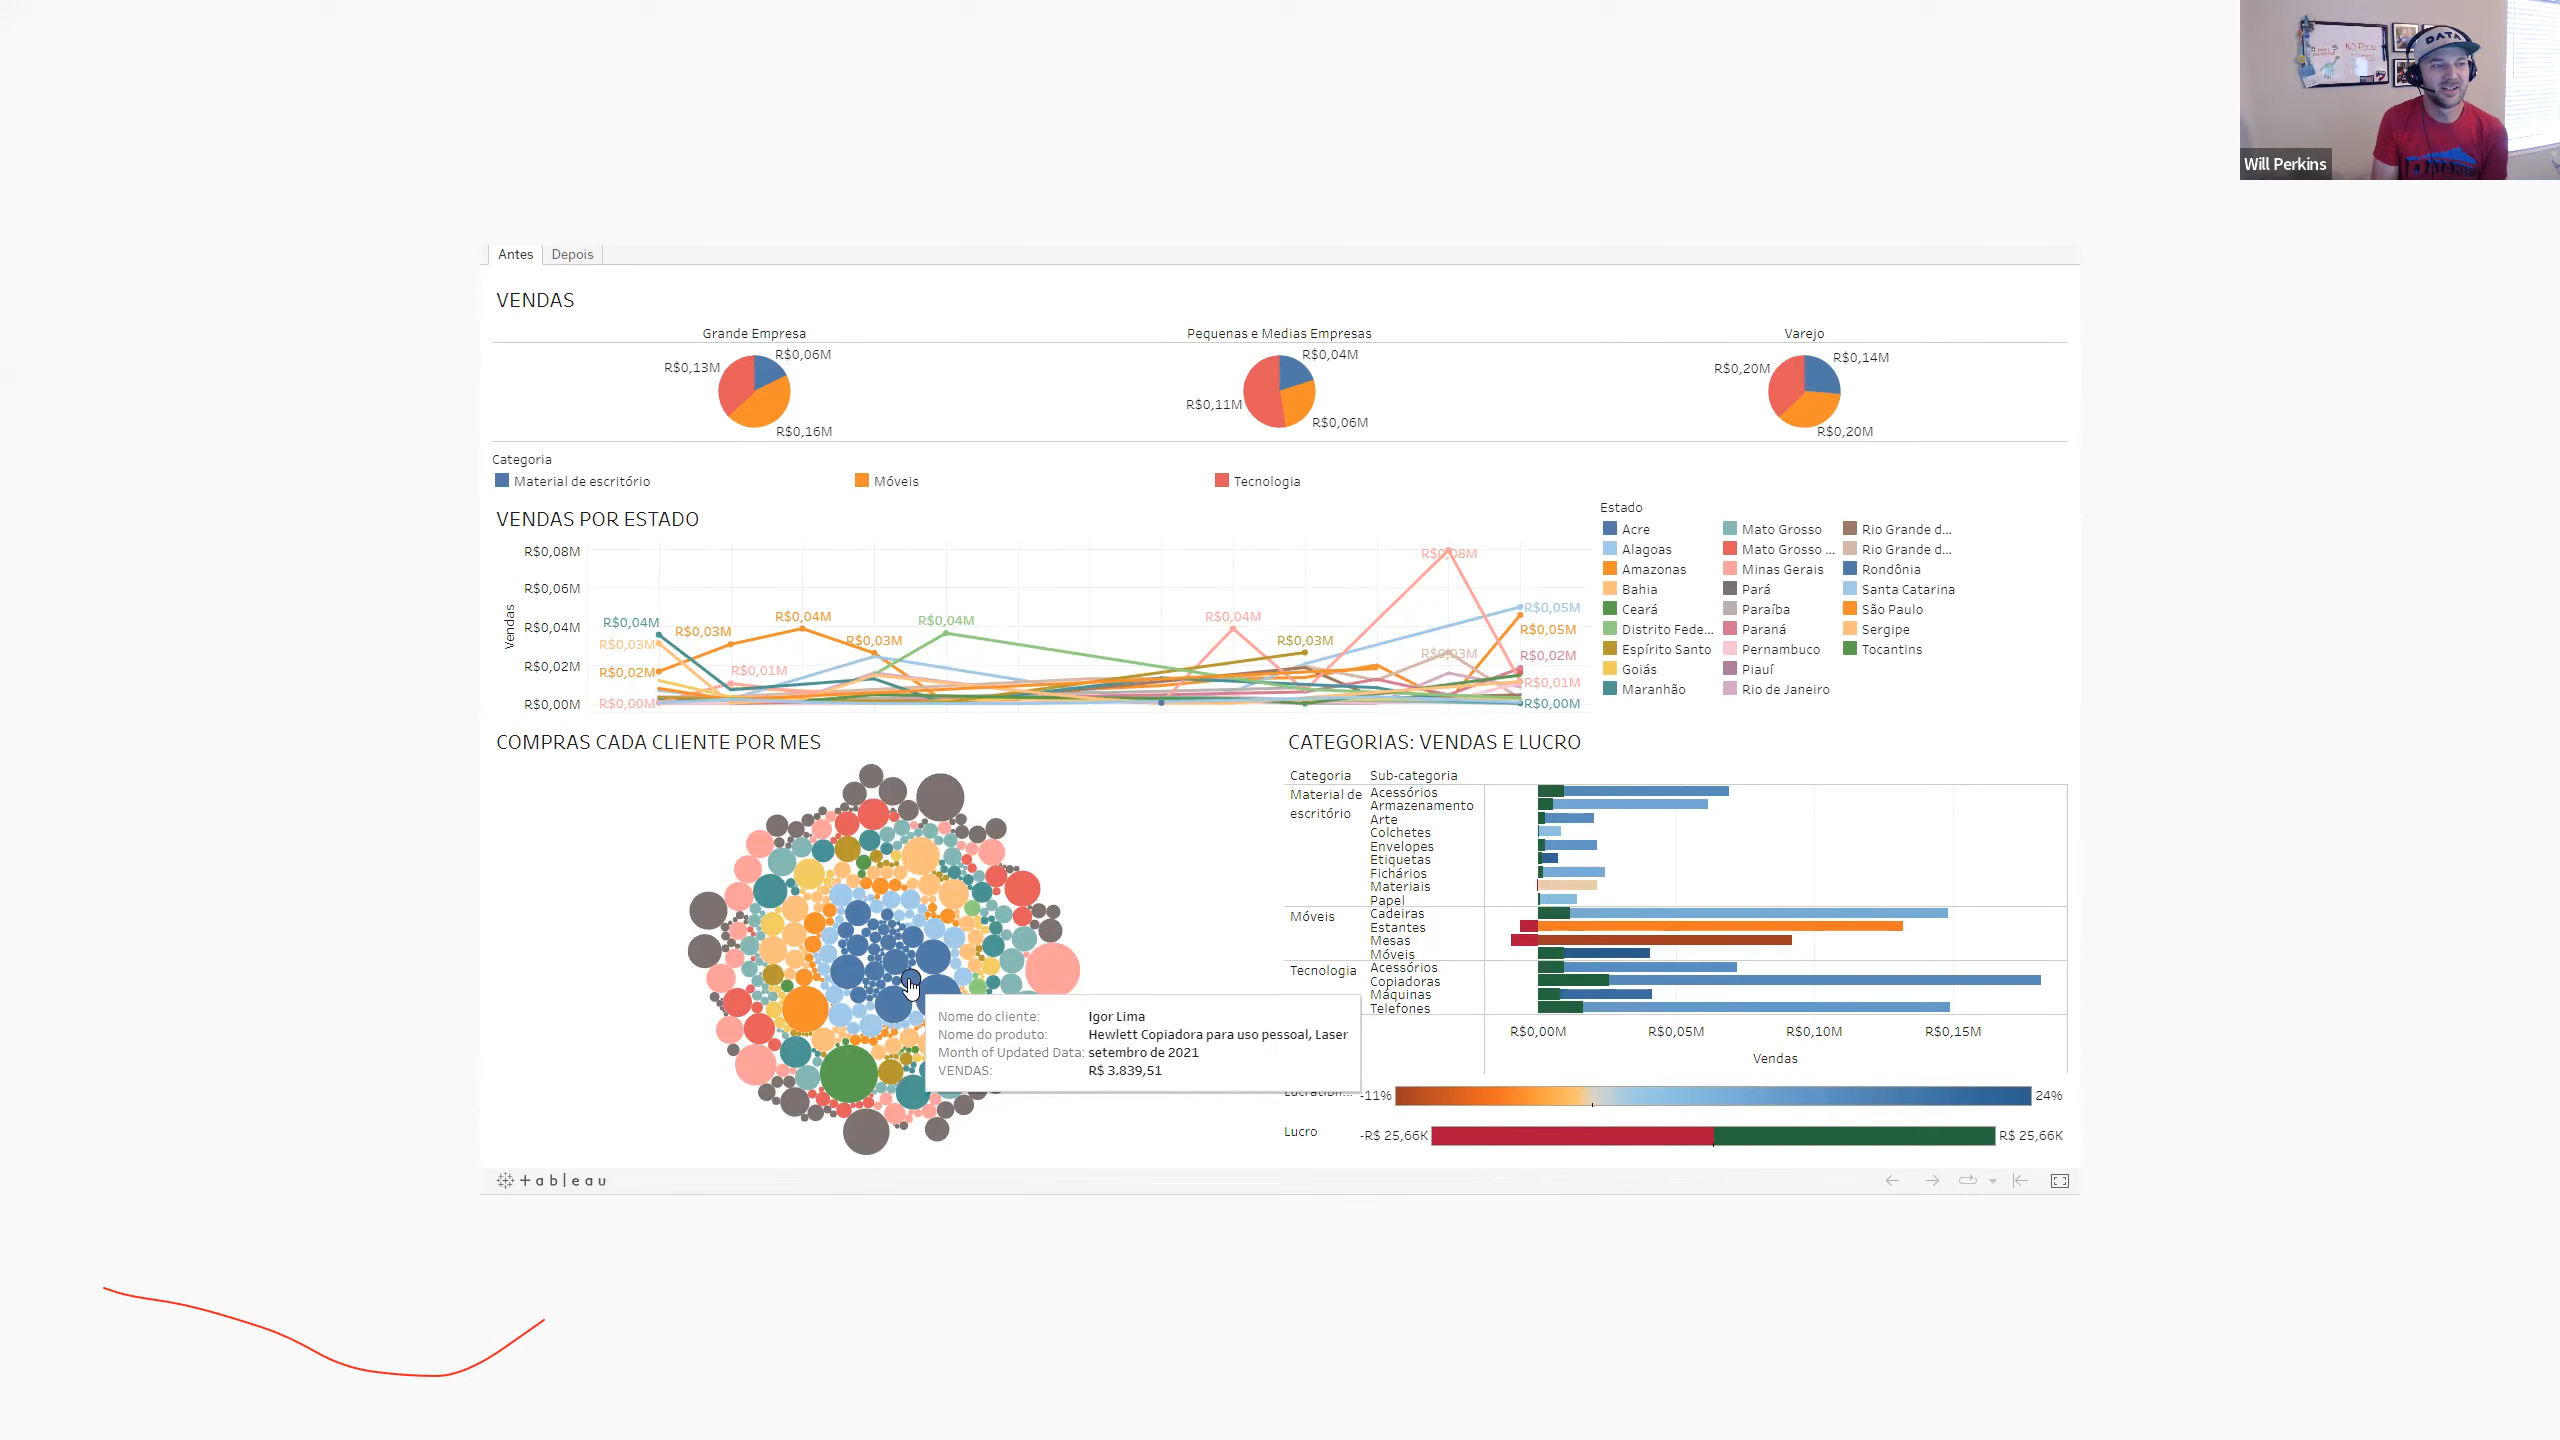 DATA
Will Perkins
Antes Depois
VENDAS
Grande Empresa Pequenas e Medias Empresas Varejo
R$0,13M R$0,06M R$0,16M
R$0,11M R$0,04M R$0,06M
R$0,20M R$0,14M R$0,20M
Categoria
Material de escritório Móveis Tecnologia
VENDAS POR ESTADO
Vendas
R$0,08M
R$0,06M
R$0,04M
R$0,02M
R$0,00M
R$0,04M
R$0,03M
R$0,02M
R$0,00M
R$0,03M
R$0,01M
R$0,04M
R$0,03M
R$0,04M
R$0,04M
R$0,03M
R$0,08M
R$0,03M
R$0,05M
R$0,05M
R$0,02M
R$0,01M
R$0,00M
Estado
Acre Mato Grosso Rio Grande d...
Alagoas Mato Grosso ... Rio Grande d...
Amazonas Minas Gerais Rondônia
Bahia Pará Santa Catarina
Ceará Paraíba São Paulo
Distrito Fede... Paraná Sergipe
Espírito Santo Pernambuco Tocantins
Goiás Piauí
Maranhão Rio de Janeiro
COMPRAS CADA CLIENTE POR MES
Nome do cliente: Igor Lima
Nome do produto: Hewlett Copiadora para uso pessoal, Laser
Month of Updated Data: setembro de 2021
VENDAS: R$ 3.839,51
CATEGORIAS: VENDAS E LUCRO
Categoria Sub-categoria
Material de escritório
Acessórios
Armazenamento
Arte
Colchetes
Envelopes
Etiquetas
Fichários
Materiais
Papel
Móveis
Cadeiras
Estantes
Mesas
Móveis
Tecnologia
Acessórios
Copiadoras
Máquinas
Telefones
R$0,00M R$0,05M R$0,10M R$0,15M
Vendas
-11% 24%
Lucro -R$ 25,66K R$ 25,66K
+ableau